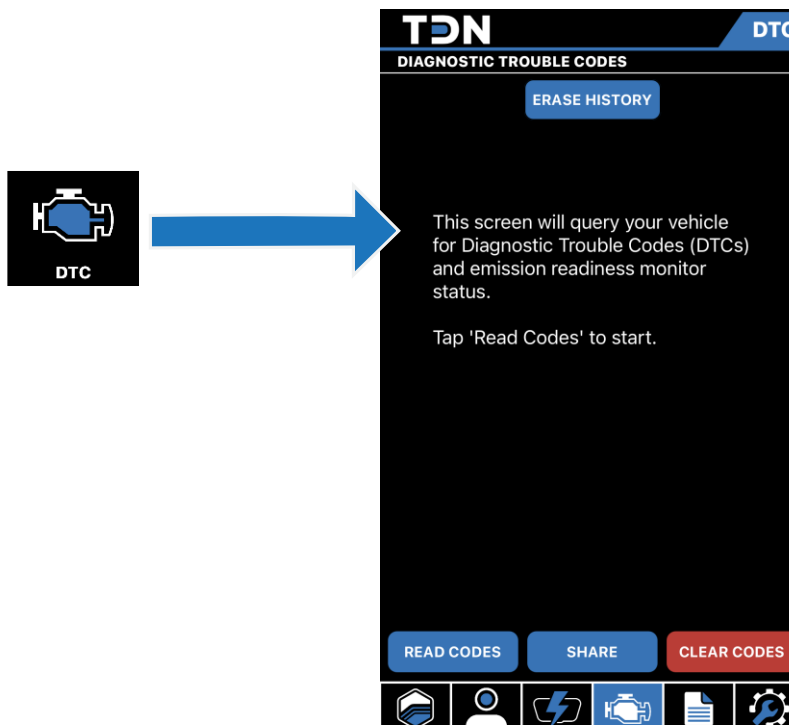 TDN
DTC
DIAGNOSTIC TROUBLE CODES
ERASE HISTORY
DTC
This screen will query your vehicle
for Diagnostic Trouble Codes (DTCs)
and emission readiness monitor
status.
Tap 'Read Codes' to start.
READ CODES
SHARE
CLEAR CODES